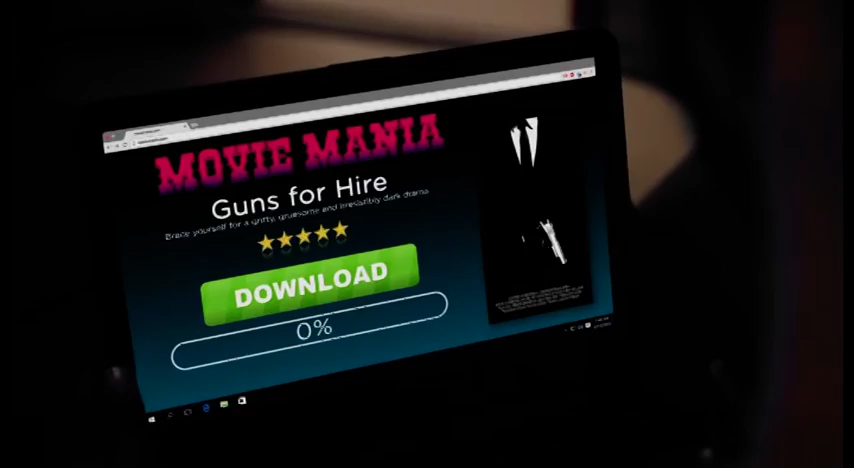 MOVIE MANIA
Guns for Hire
Brace yourself for a gritty, gruesome and irresistibly dark drama
DOWNLOAD
0%